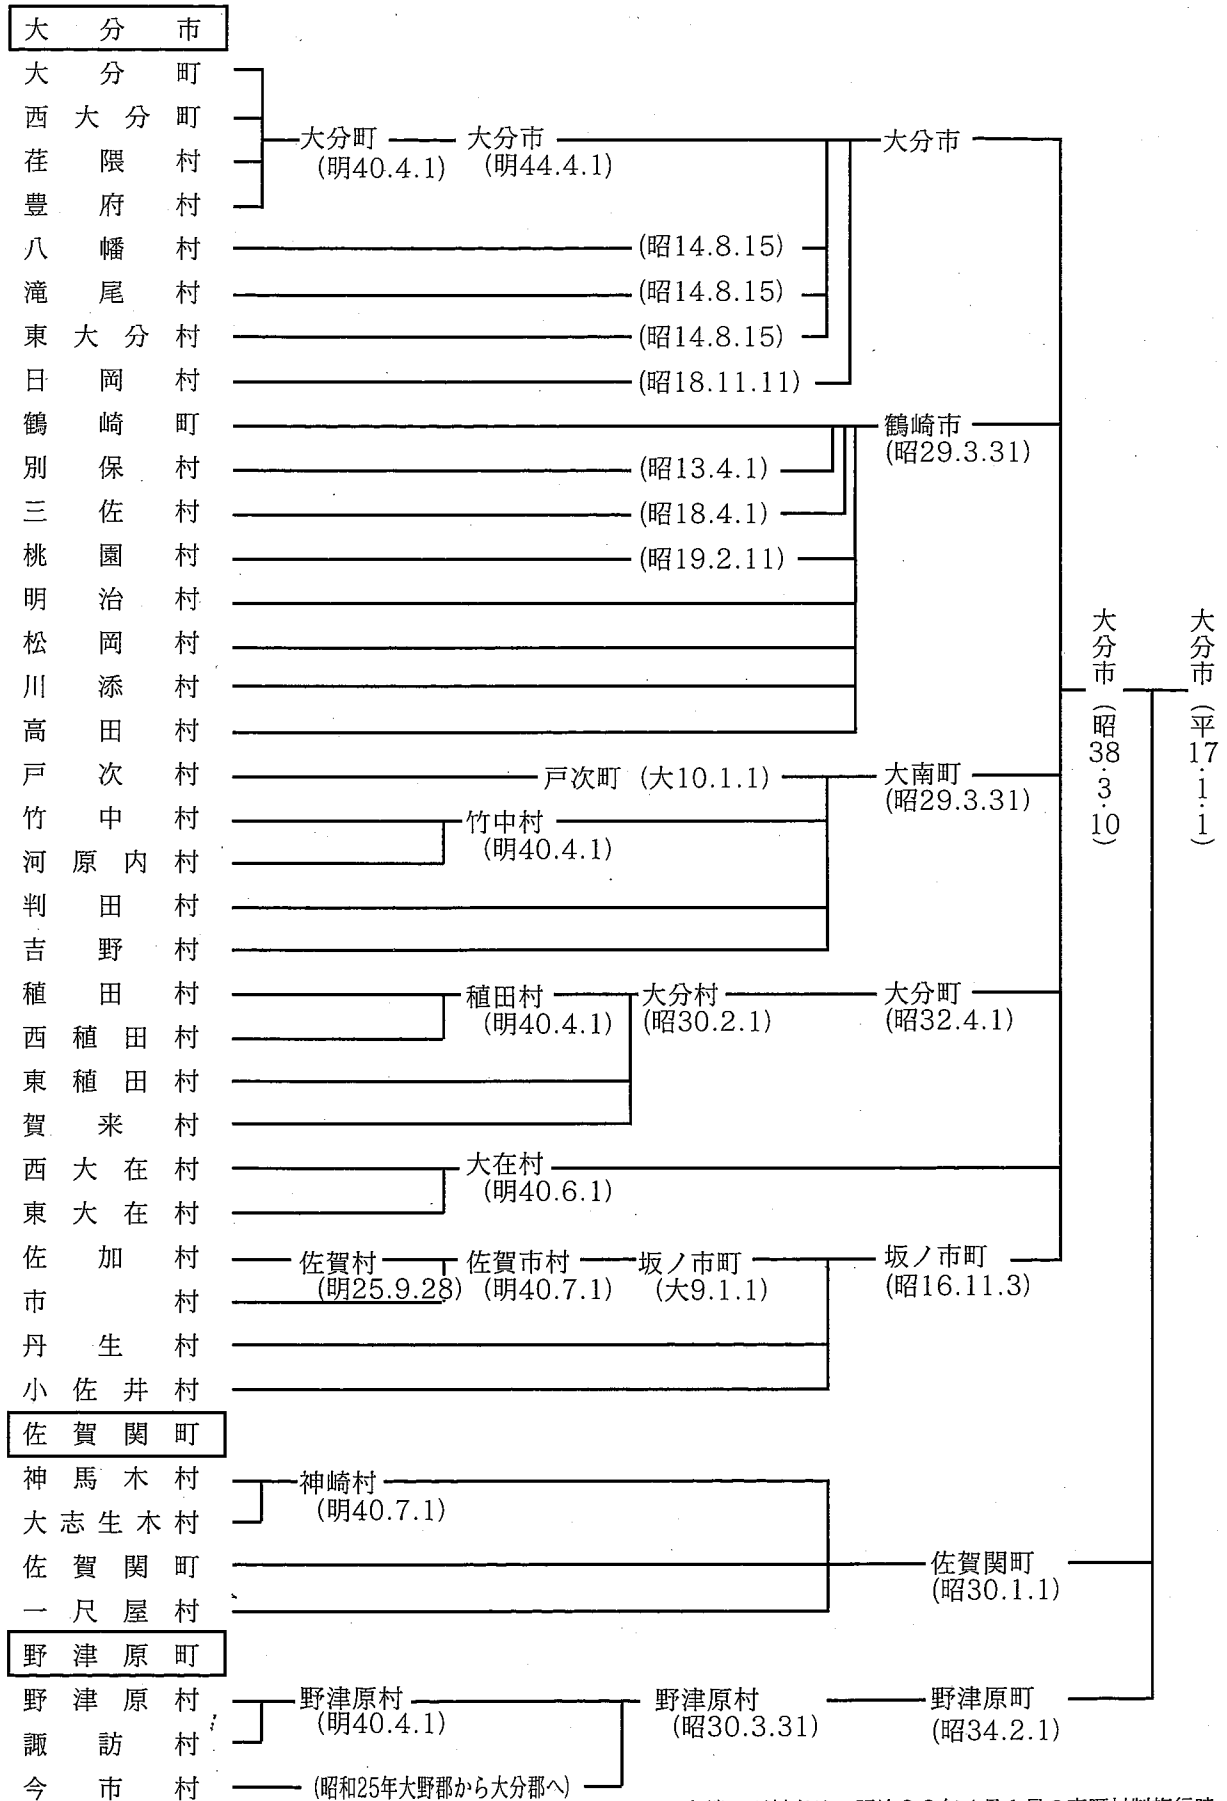 大分市
大分町
西大分町
荏隈村
豊府村
大分町 大分市 大分市
(明40.4.1) (明44.4.1)
八幡村 (昭14.8.15)
滝尾村 (昭14.8.15)
東大分村 (昭14.8.15)
日岡村 (昭18.11.11)
鶴崎町 鶴崎市
(昭29.3.31)
別保村 (昭13.4.1)
三佐村 (昭18.4.1)
桃園村 (昭19.2.11)
明治村
松岡村
川添村
高田村
戸次村 戸次町 (大10.1.1) 大南町
(昭29.3.31)
竹中村 竹中村
(明40.4.1)
河原内村
判田村
吉野村
稙田村 稙田村 大分村 大分町
(明40.4.1) (昭30.2.1) (昭32.4.1)
西稙田村
東稙田村
賀来村
西大在村 大在村
(明40.6.1)
東大在村
佐加村 佐賀村 佐賀市村 坂ノ市町 坂ノ市町
(明25.9.28) (明40.7.1) (大9.1.1) (昭16.11.3)
市村
丹生村
小佐井村
大分市(昭38・3・10)
大分市(平17・1・1)
佐賀関町
神馬木村 神崎村
(明40.7.1)
大志生木村
佐賀関町 佐賀関町
(昭30.1.1)
一尺屋村
野津原町
野津原村 野津原村 野津原村 野津原町
(明40.4.1) (昭30.3.31) (昭34.2.1)
諏訪村
今市村 (昭和25年大野郡から大分郡へ)